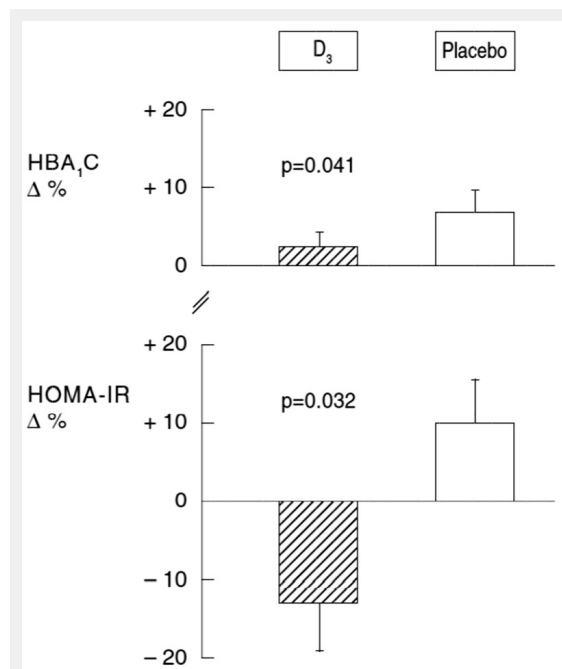 D₃ Placebo
+ 20
HBA₁C
Δ %
p=0.041
+ 10
0
+ 20
HOMA-IR
Δ %
p=0.032
+ 10
0
– 10
– 20